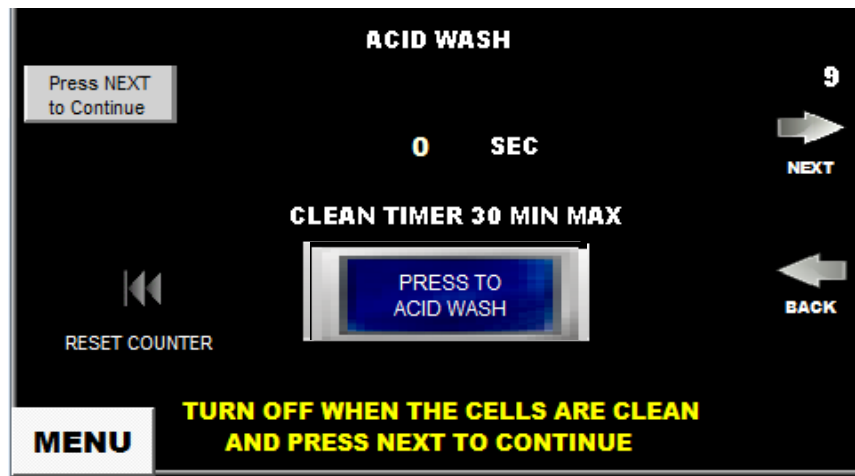 ACID WASH
Press NEXT
to Continue
9
0 SEC
NEXT
CLEAN TIMER 30 MIN MAX
PRESS TO
ACID WASH
BACK
RESET COUNTER
TURN OFF WHEN THE CELLS ARE CLEAN
AND PRESS NEXT TO CONTINUE
MENU